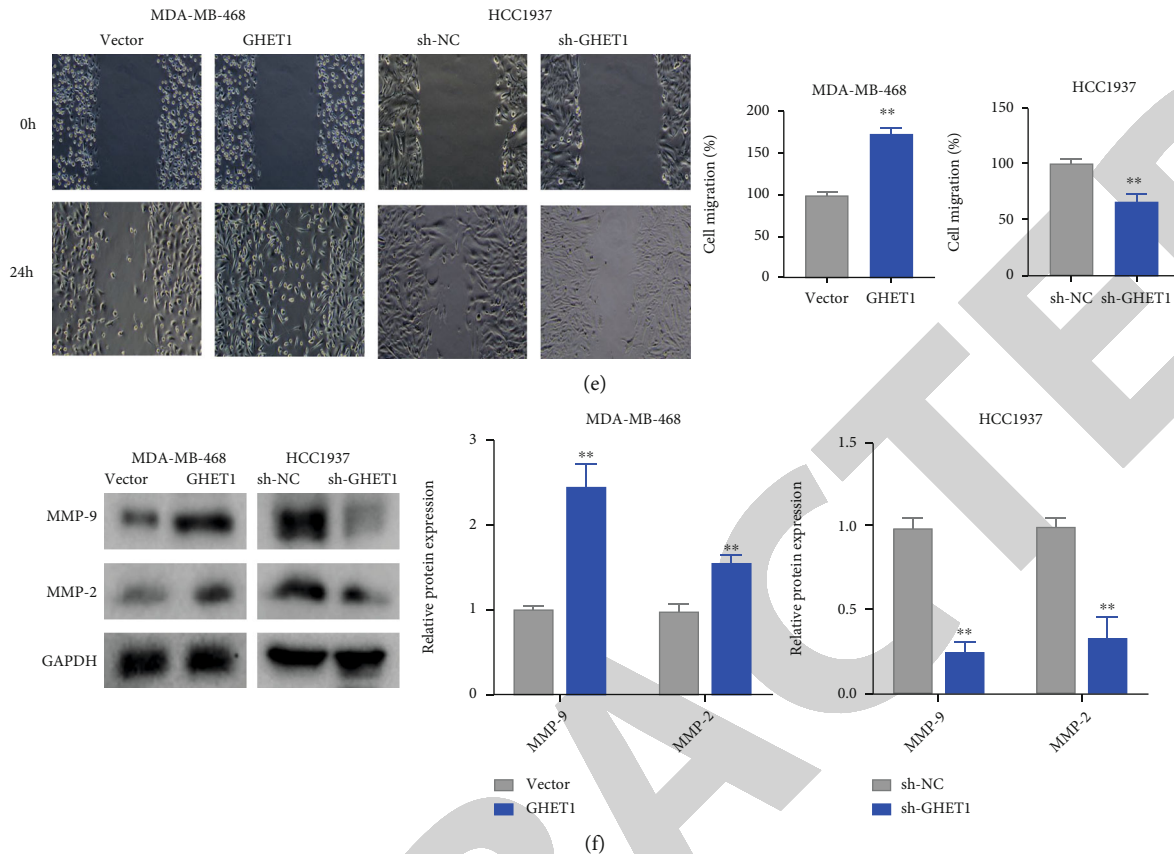 MDA-MB-468 HCC1937
Vector GHET1 sh-NC sh-GHET1
0h
24h
MDA-MB-468
Cell migration (%)
200
150
100
50
0
**
Vector GHET1
HCC1937
Cell migration (%)
150
100
50
0
**
sh-NC sh-GHET1
(e)
MDA-MB-468 HCC1937
Vector GHET1 sh-NC sh-GHET1
MMP-9
MMP-2
GAPDH
MDA-MB-468
Relative protein expression
3
2
1
0
**
**
MMP-9 MMP-2
Vector
GHET1
HCC1937
Relative protein expression
1.5
1.0
0.5
0.0
**
**
MMP-9 MMP-2
sh-NC
sh-GHET1
(f)